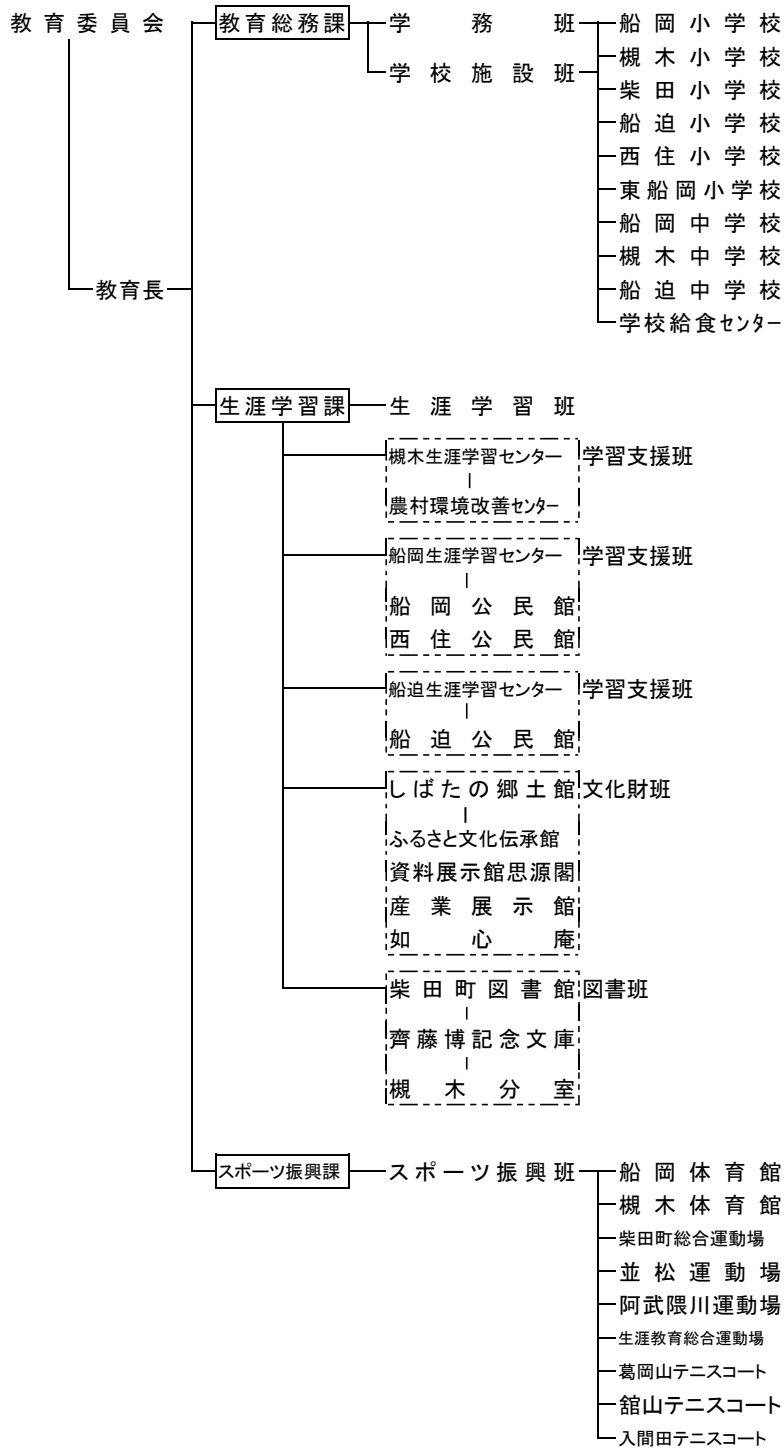 教育委員会 教育総務課 学務班 船岡小学校
槻木小学校
学校施設班
柴田小学校
船迫小学校
西住小学校
東船岡小学校
船岡中学校
槻木中学校
教育長 船迫中学校
学校給食センター
生涯学習課 生涯学習班
槻木生涯学習センター 学習支援班
農村環境改善センター
船岡生涯学習センター 学習支援班
船岡公民館
西住公民館
船迫生涯学習センター 学習支援班
船迫公民館
しばたの郷土館 文化財班
ふるさと文化伝承館
資料展示館思源閣
産業展示館
如心庵
柴田町図書館 図書班
齊藤博記念文庫
槻木分室
スポーツ振興課 スポーツ振興班 船岡体育館
槻木体育館
柴田町総合運動場
並松運動場
阿武隈川運動場
生涯教育総合運動場
葛岡山テニスコート
舘山テニスコート
入間田テニスコート